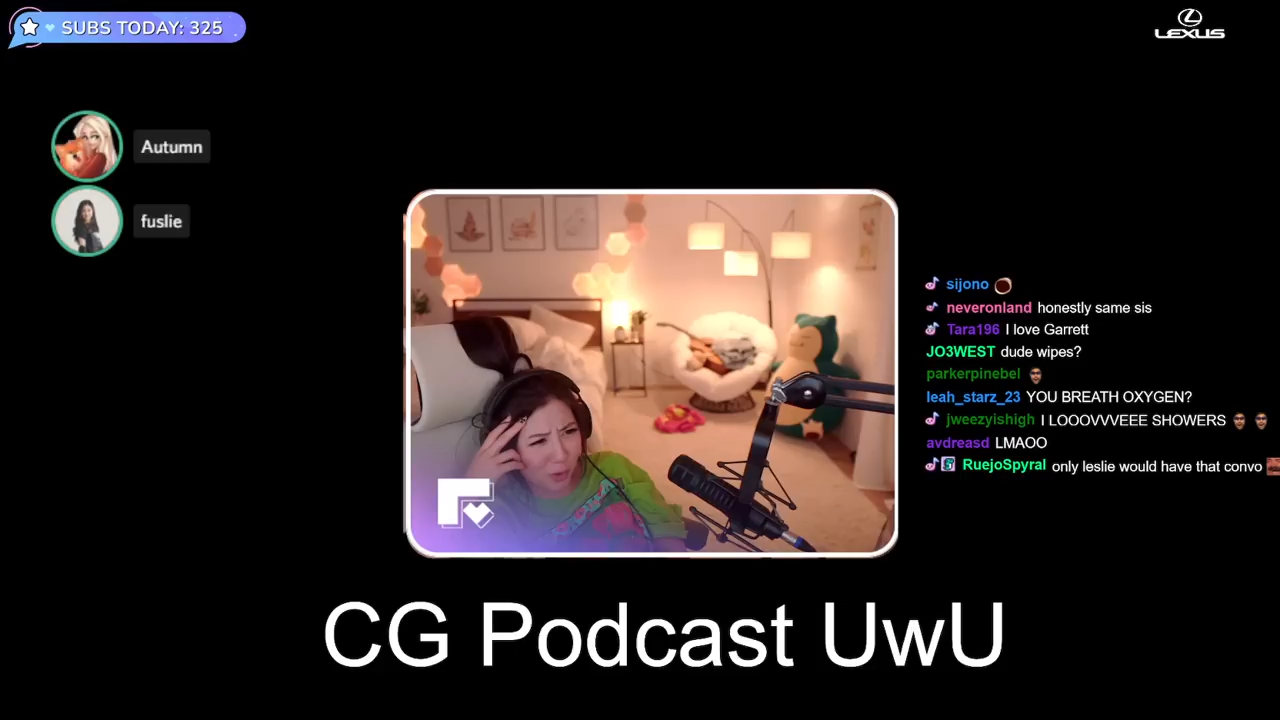 SUBS TODAY: 325
LEXUS
Autumn
fuslie
sijono
neveronland honestly same sis
Tara196 I love Garrett
JO3WEST dude wipes?
parkerpinebel
leah_starz_23 YOU BREATH OXYGEN?
jweezyishigh I LOOOVVVEEE SHOWERS
avdreasd LMAOO
RuejoSpyral only leslie would have that convo
CG Podcast UwU